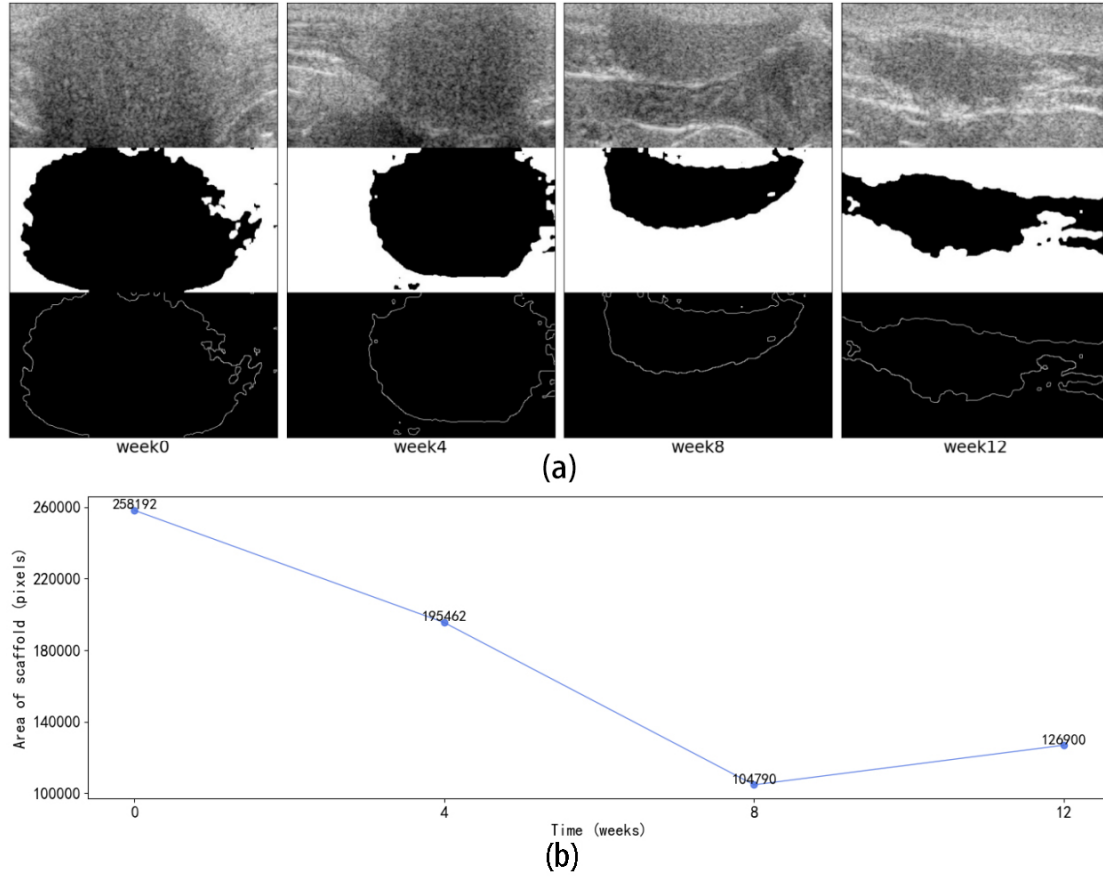 week0 week4 week8 week12
(a)
260000
220000
180000
140000
100000
Area of scaffold (pixels)
258192
195462
104790
126900
0 4 8 12
Time (weeks)
(b)